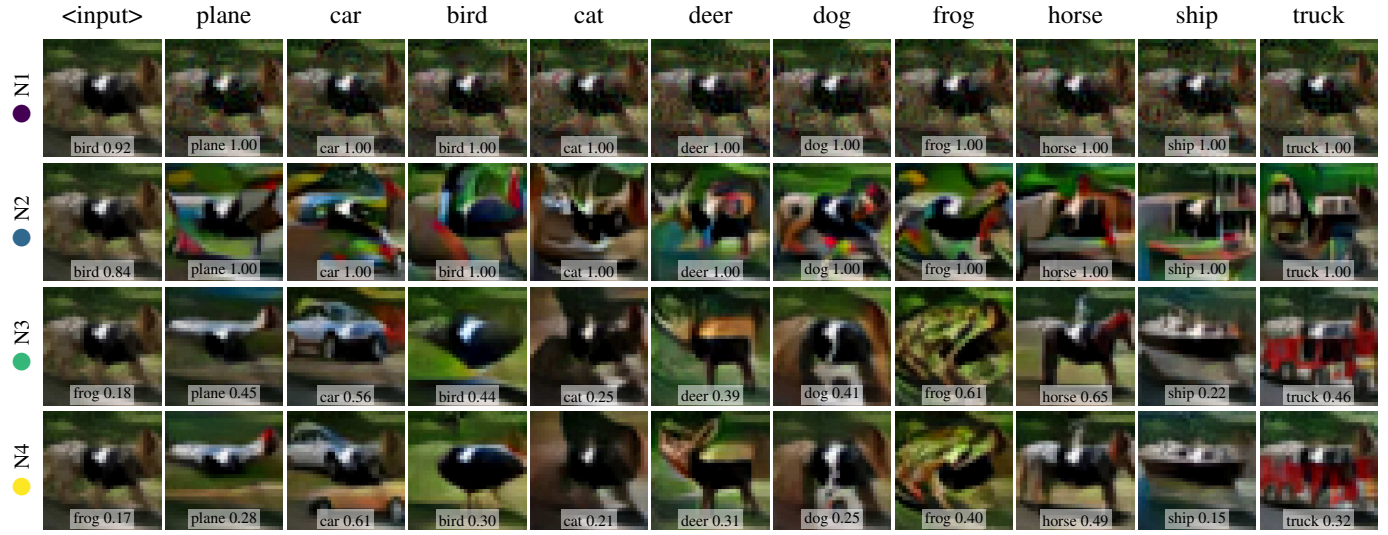 <input> plane car bird cat deer dog frog horse ship truck
N1
bird 0.92 plane 1.00 car 1.00 bird 1.00 cat 1.00 deer 1.00 dog 1.00 frog 1.00 horse 1.00 ship 1.00 truck 1.00
N2
bird 0.84 plane 1.00 car 1.00 bird 1.00 cat 1.00 deer 1.00 dog 1.00 frog 1.00 horse 1.00 ship 1.00 truck 1.00
N3
frog 0.18 plane 0.45 car 0.56 bird 0.44 cat 0.25 deer 0.39 dog 0.41 frog 0.61 horse 0.65 ship 0.22 truck 0.46
N4
frog 0.17 plane 0.28 car 0.61 bird 0.30 cat 0.21 deer 0.31 dog 0.25 frog 0.40 horse 0.49 ship 0.15 truck 0.32